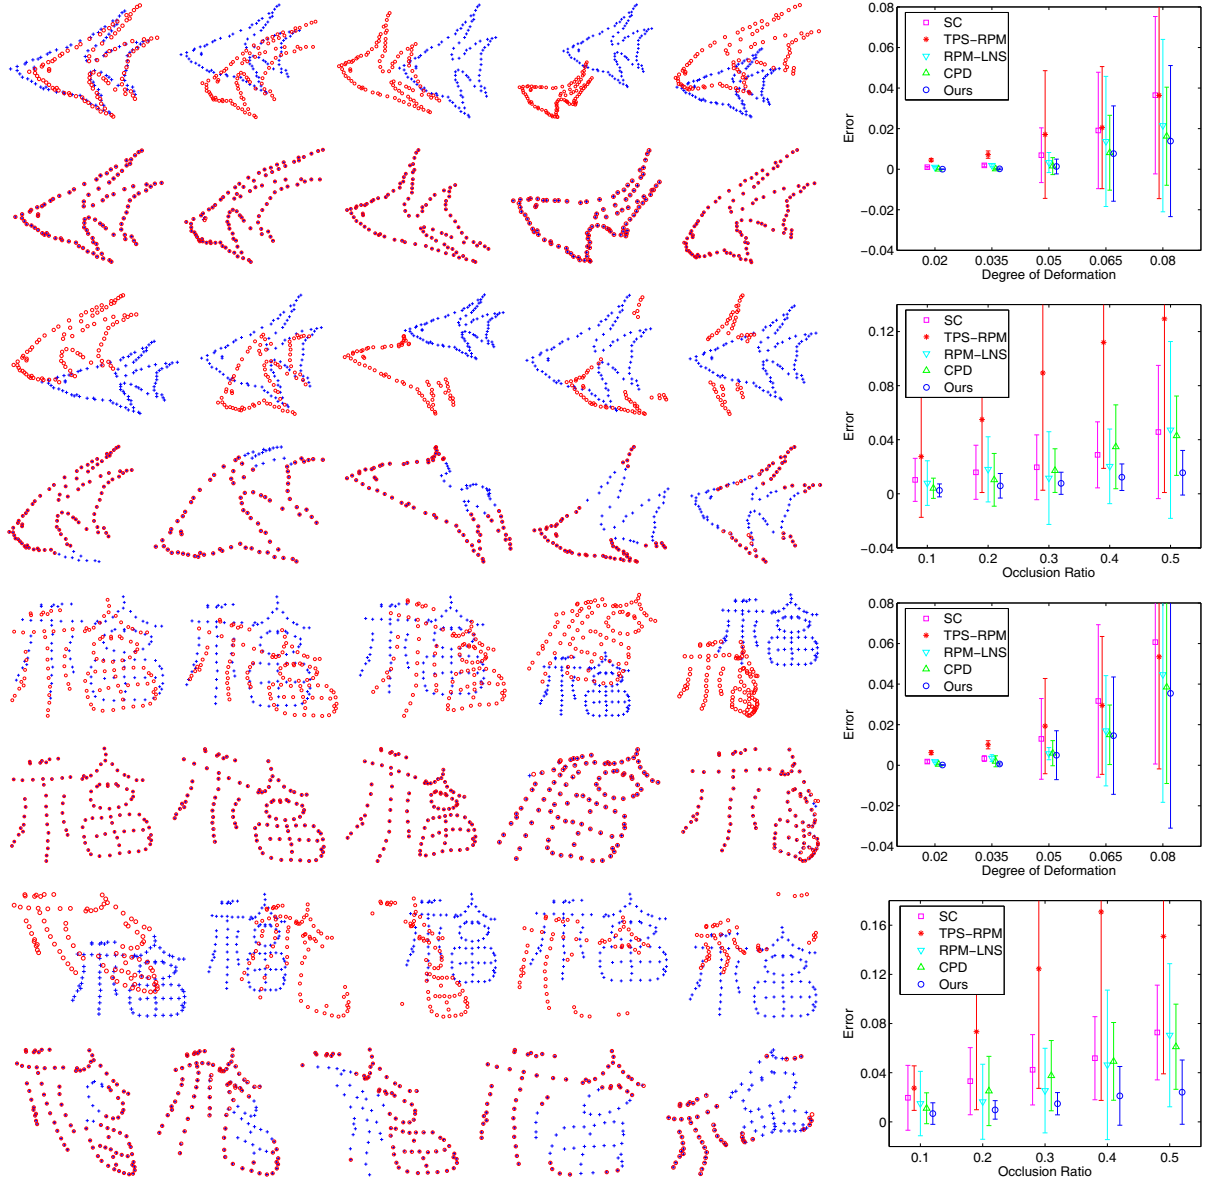 0.08
0.06
0.04
0.02
0
−0.02
−0.04
Error
SC
TPS−RPM
RPM−LNS
CPD
Ours
0.02 0.035 0.05 0.065 0.08
Degree of Deformation
0.12
0.08
0.04
0
−0.04
Error
SC
TPS−RPM
RPM−LNS
CPD
Ours
0.1 0.2 0.3 0.4 0.5
Occlusion Ratio
0.08
0.06
0.04
0.02
0
−0.02
−0.04
Error
SC
TPS−RPM
RPM−LNS
CPD
Ours
0.02 0.035 0.05 0.065 0.08
Degree of Deformation
0.16
0.12
0.08
0.04
0
Error
SC
TPS−RPM
RPM−LNS
CPD
Ours
0.1 0.2 0.3 0.4 0.5
Occlusion Ratio